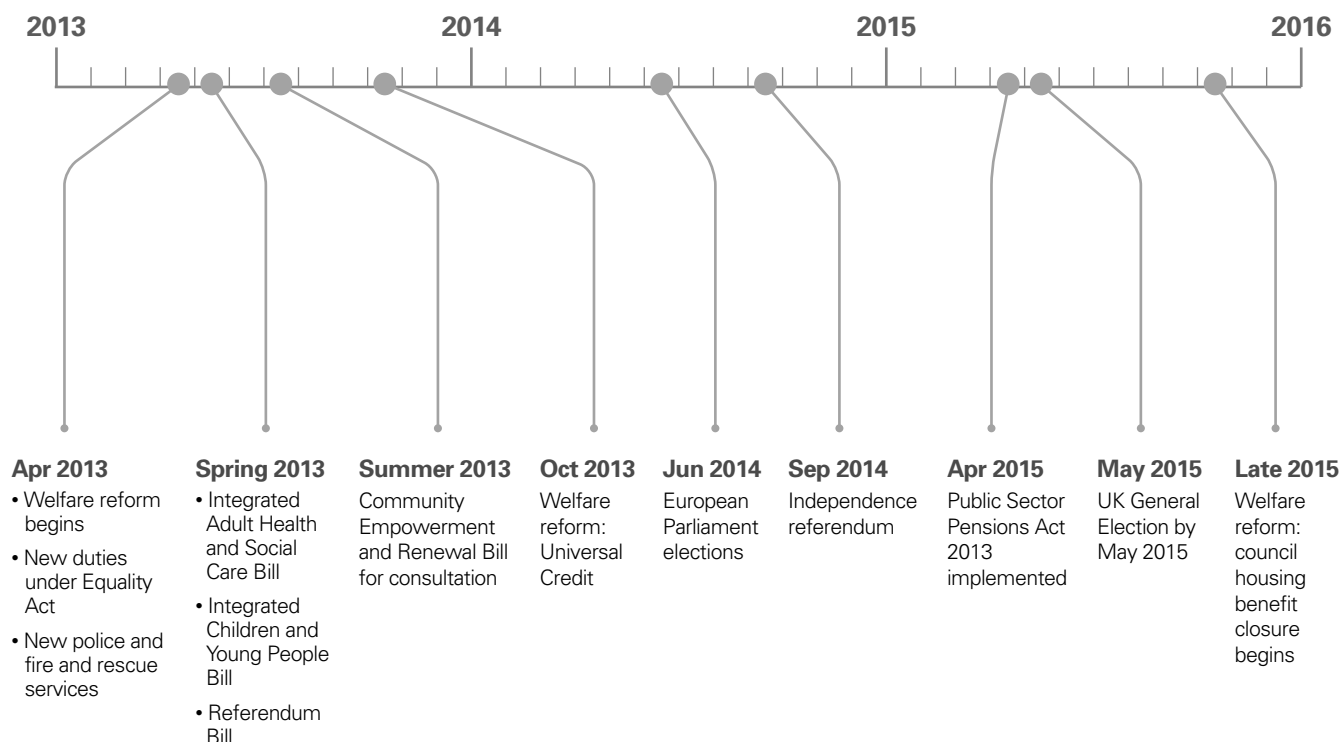 2013
2014
2015
2016
Apr 2013
• Welfare reform
begins
• New duties
under Equality
Act
• New police and
fire and rescue
services
Spring 2013
• Integrated
Adult Health
and Social
Care Bill
• Integrated
Children and
Young People
Bill
• Referendum
Bill
Summer 2013
Community
Empowerment
and Renewal Bill
for consultation
Oct 2013
Welfare
reform:
Universal
Credit
Jun 2014
European
Parliament
elections
Sep 2014
Independence
referendum
Apr 2015
Public Sector
Pensions Act
2013
implemented
May 2015
UK General
Election by
May 2015
Late 2015
Welfare
reform:
council
housing
benefit
closure
begins